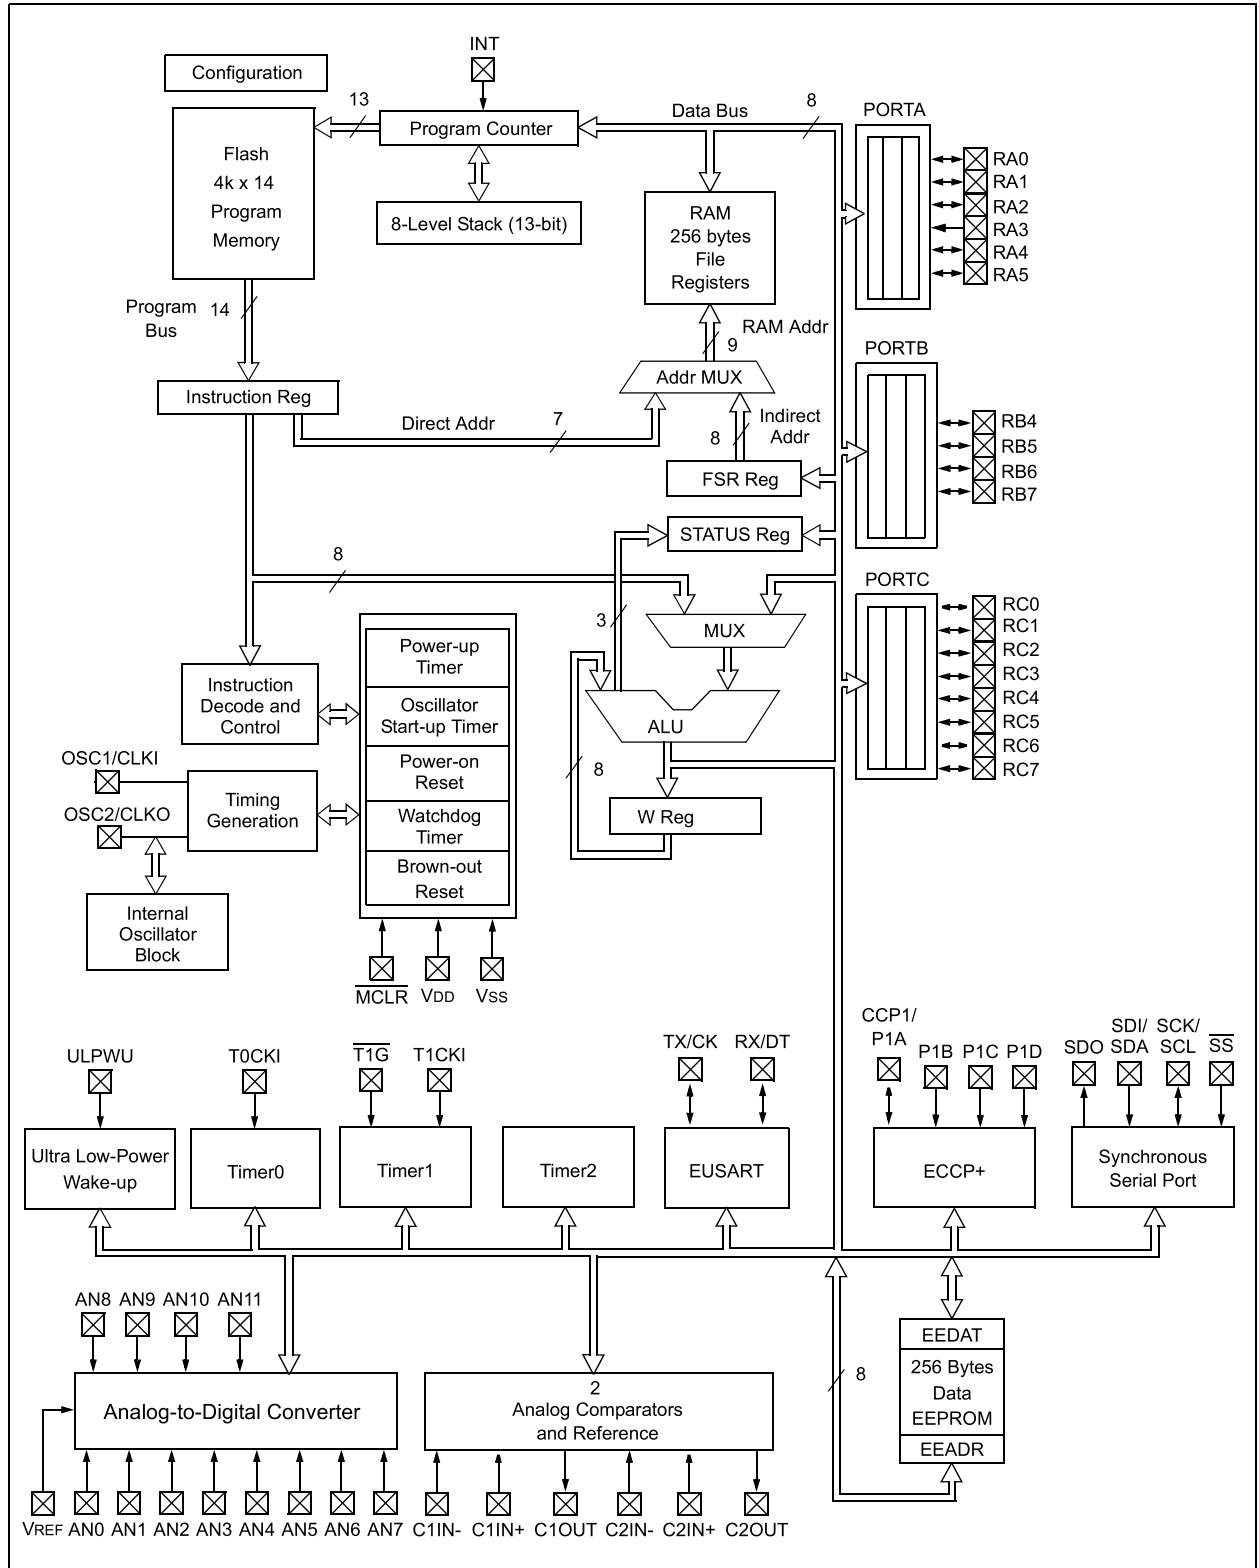 INT
Configuration
13
Data Bus
8
PORTA
Program Counter
Flash
4k x 14
Program
Memory
8-Level Stack (13-bit)
RAM
256 bytes
File
Registers
RA0
RA1
RA2
RA3
RA4
RA5
Program
Bus
14
RAM Addr
9
PORTB
Addr MUX
Instruction Reg
Direct Addr
7
Indirect
Addr
8
FSR Reg
RB4
RB5
RB6
RB7
STATUS Reg
8
PORTC
3
MUX
RC0
RC1
RC2
RC3
RC4
RC5
RC6
RC7
Power-up
Timer
Instruction
Decode and
Control
Oscillator
Start-up Timer
ALU
OSC1/CLKI
Power-on
Reset
8
OSC2/CLKO
Timing
Generation
Watchdog
Timer
W Reg
Brown-out
Reset
Internal
Oscillator
Block
MCLR
VDD
VSS
ULPWU
T0CKI
T1G
T1CKI
TX/CK
RX/DT
CCP1/
P1A
P1B
P1C
P1D
SDO
SDI/
SDA
SCK/
SCL
SS
Ultra Low-Power
Wake-up
Timer0
Timer1
Timer2
EUSART
ECCP+
Synchronous
Serial Port
AN8
AN9
AN10
AN11
EEDAT
256 Bytes
Data
EEPROM
EEADR
8
Analog-to-Digital Converter
2
Analog Comparators
and Reference
VREF
AN0
AN1
AN2
AN3
AN4
AN5
AN6
AN7
C1IN-
C1IN+
C1OUT
C2IN-
C2IN+
C2OUT